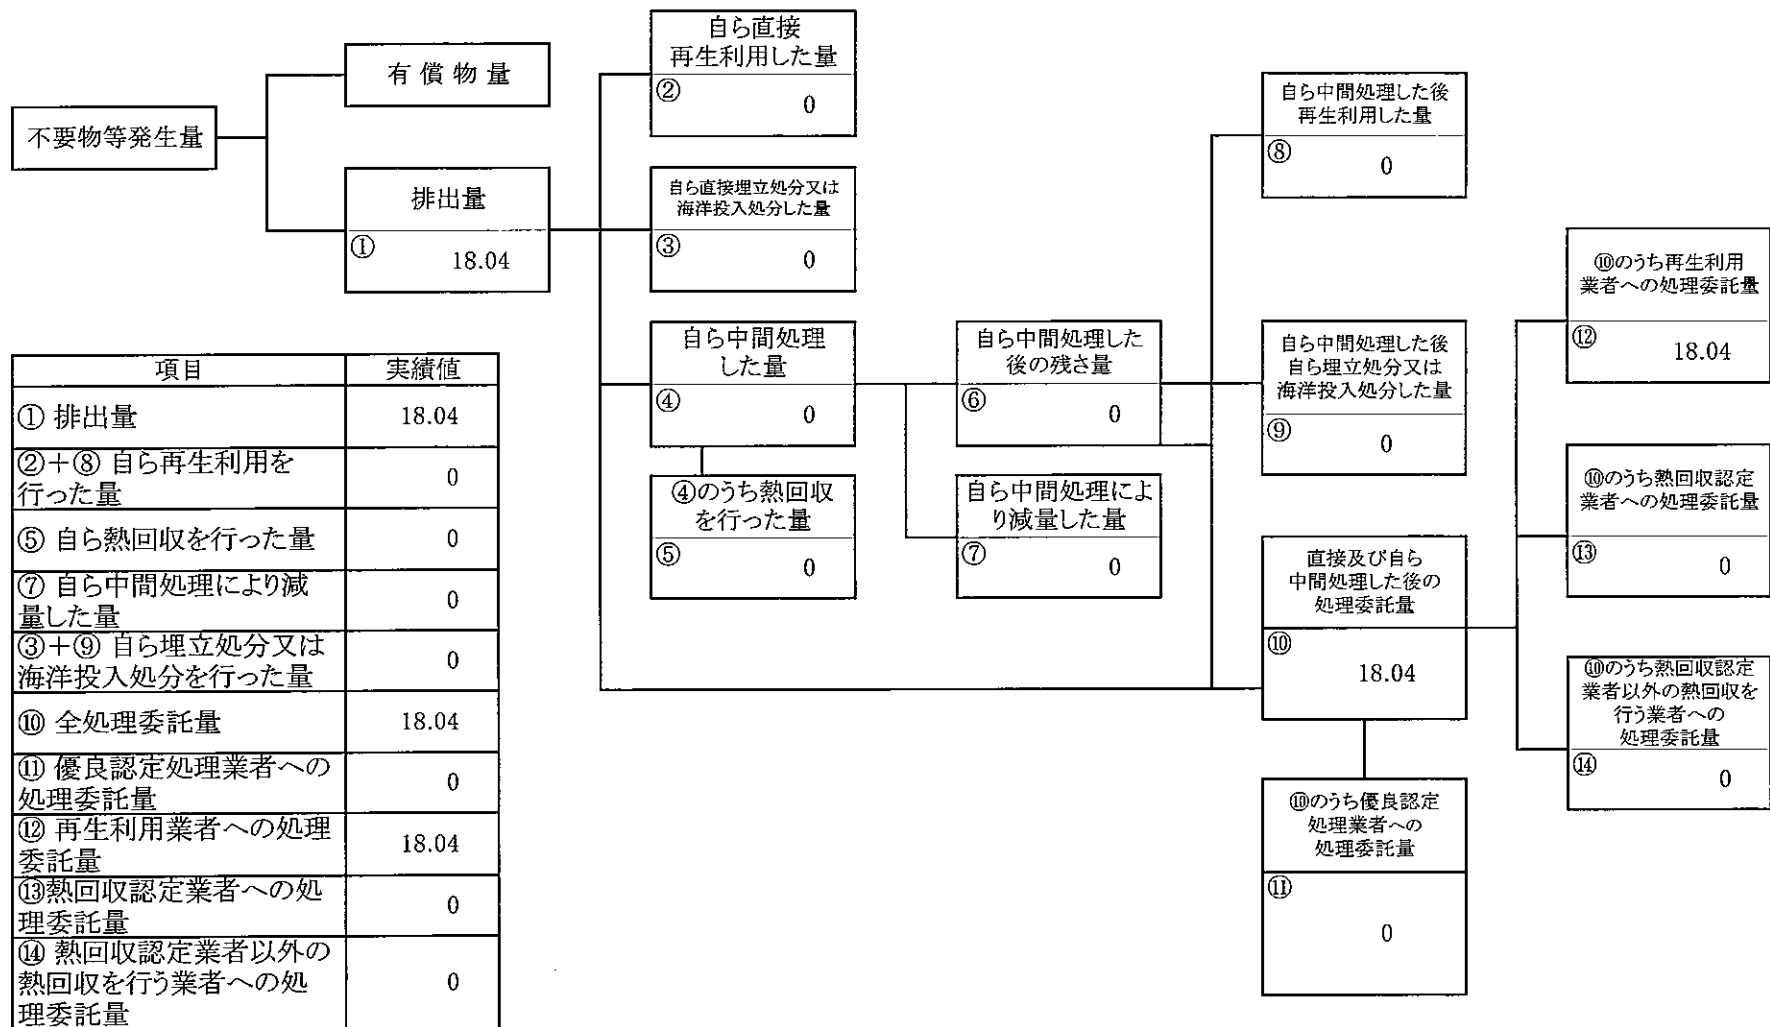 不要物等発生量
有償物量
排出量
①
18.04
自ら直接
再生利用した量
②
0
自ら直接埋立処分又は
海洋投入処分した量
③
0
自ら中間処理
した量
④
0
④のうち熱回収
を行った量
⑤
0
自ら中間処理した
後の残さ量
⑥
0
自ら中間処理によ
り減量した量
⑦
0
自ら中間処理した後
再生利用した量
⑧
0
自ら中間処理した後
自ら埋立処分又は
海洋投入処分した量
⑨
0
直接及び自ら
中間処理した後の
処理委託量
⑩
18.04
⑩のうち優良認定
処理業者への
処理委託量
⑪
0
⑩のうち再生利用
業者への処理委託量
⑫
18.04
⑩のうち熱回収認定
業者への処理委託量
⑬
0
⑩のうち熱回収認定
業者以外の熱回収を
行う業者への
処理委託量
⑭
0
項目 実績値
① 排出量 18.04
②+⑧ 自ら再生利用を
行った量 0
⑤ 自ら熱回収を行った量 0
⑦ 自ら中間処理により減
量した量 0
③+⑨ 自ら埋立処分又は
海洋投入処分を行った量 0
⑩ 全処理委託量 18.04
⑪ 優良認定処理業者への
処理委託量 0
⑫ 再生利用業者への処理
委託量 18.04
⑬熱回収認定業者への処
理委託量 0
⑭ 熱回収認定業者以外の
熱回収を行う業者への処
理委託量 0